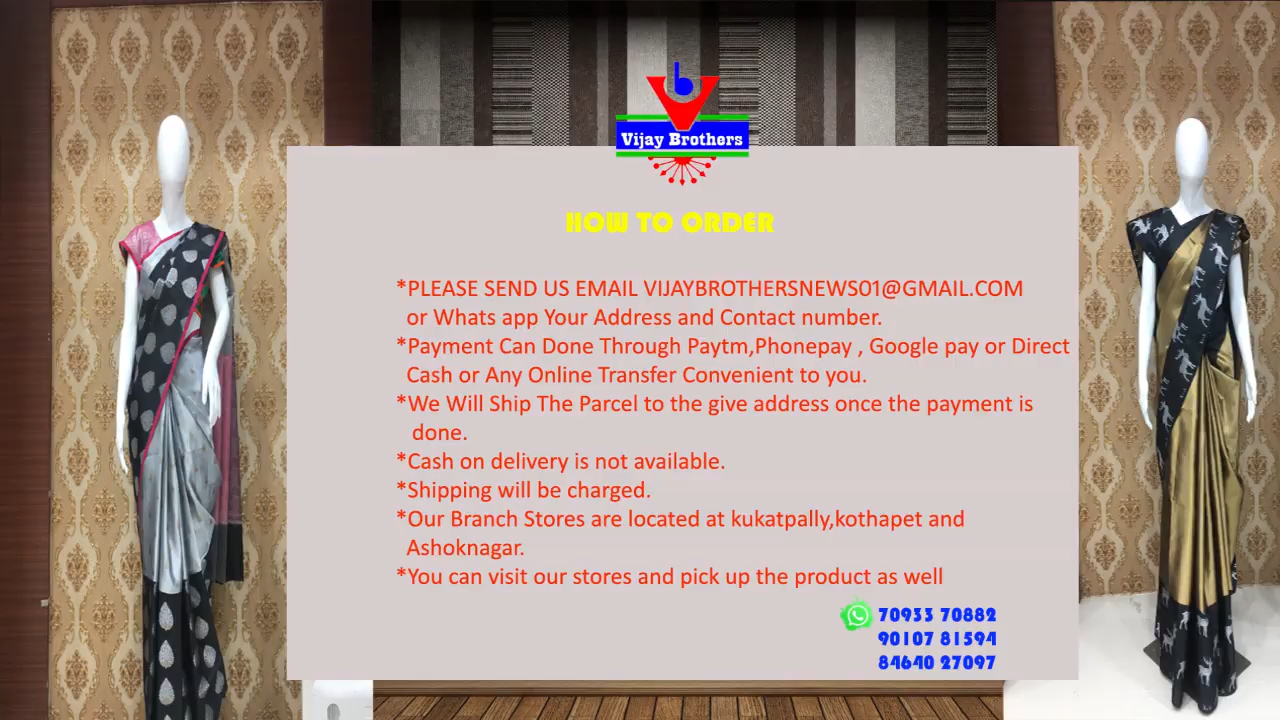 b
Vijay Brothers
HOW TO ORDER
*PLEASE SEND US EMAIL VIJAYBROTHERSNEWS01@GMAIL.COM
or Whats app Your Address and Contact number.
*Payment Can Done Through Paytm,Phonepay , Google pay or Direct
Cash or Any Online Transfer Convenient to you.
*We Will Ship The Parcel to the give address once the payment is
done.
*Cash on delivery is not available.
*Shipping will be charged.
*Our Branch Stores are located at kukatpally,kothapet and
Ashoknagar.
*You can visit our stores and pick up the product as well
70933 70882
90107 81594
84640 27097